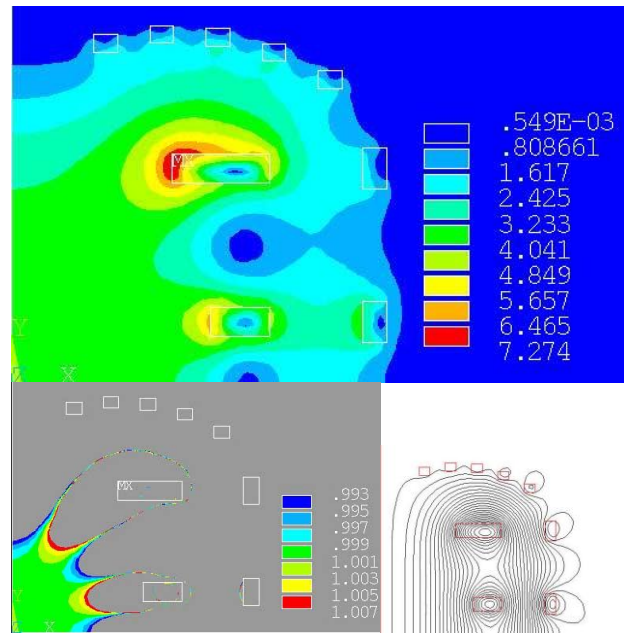 MX
.549E-03
.808661
1.617
2.425
3.233
4.041
4.849
5.657
6.465
7.274
Y
Z X
MX
.993
.995
.997
.999
1.001
1.003
1.005
1.007
Y
Z X